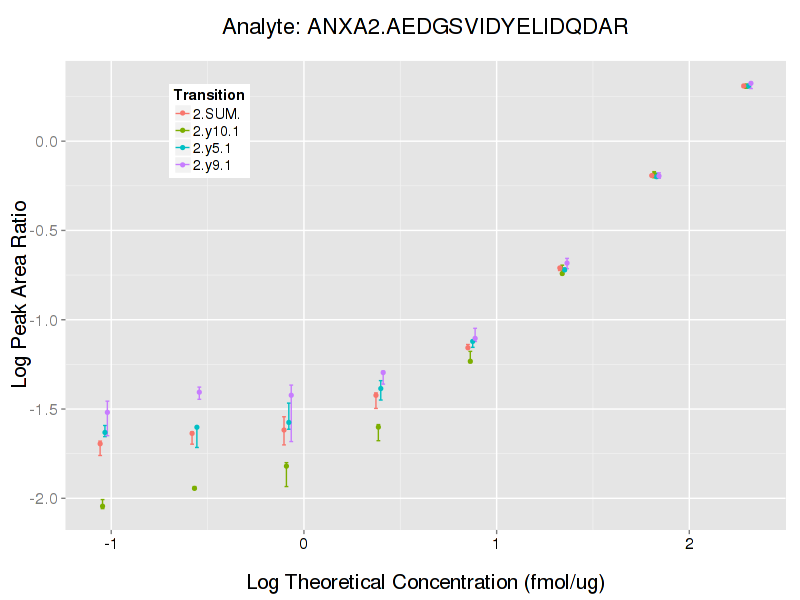 Analyte: ANXA2.AEDGSVIDYELIDQDAR
Transition
2.SUM.
2.y10.1
2.y5.1
2.y9.1
Log Peak Area Ratio
0.0
-0.5
-1.0
-1.5
-2.0
-1
0
1
2
Log Theoretical Concentration (fmol/ug)